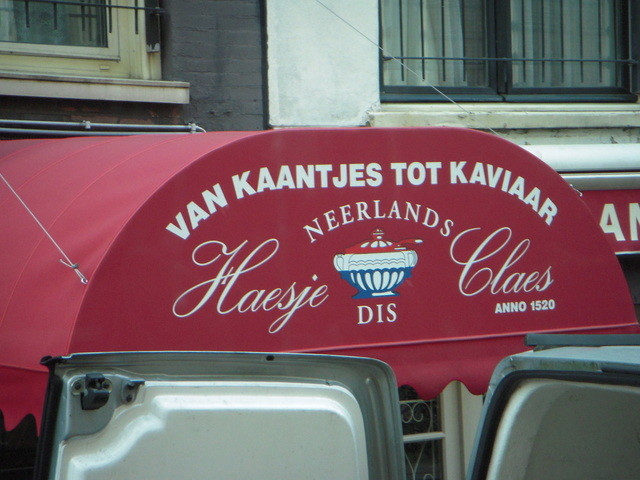 VAN KAANTJES TOT KAVIAAR
NEERLANDS
Haesje Claes
DIS
ANNO 1520